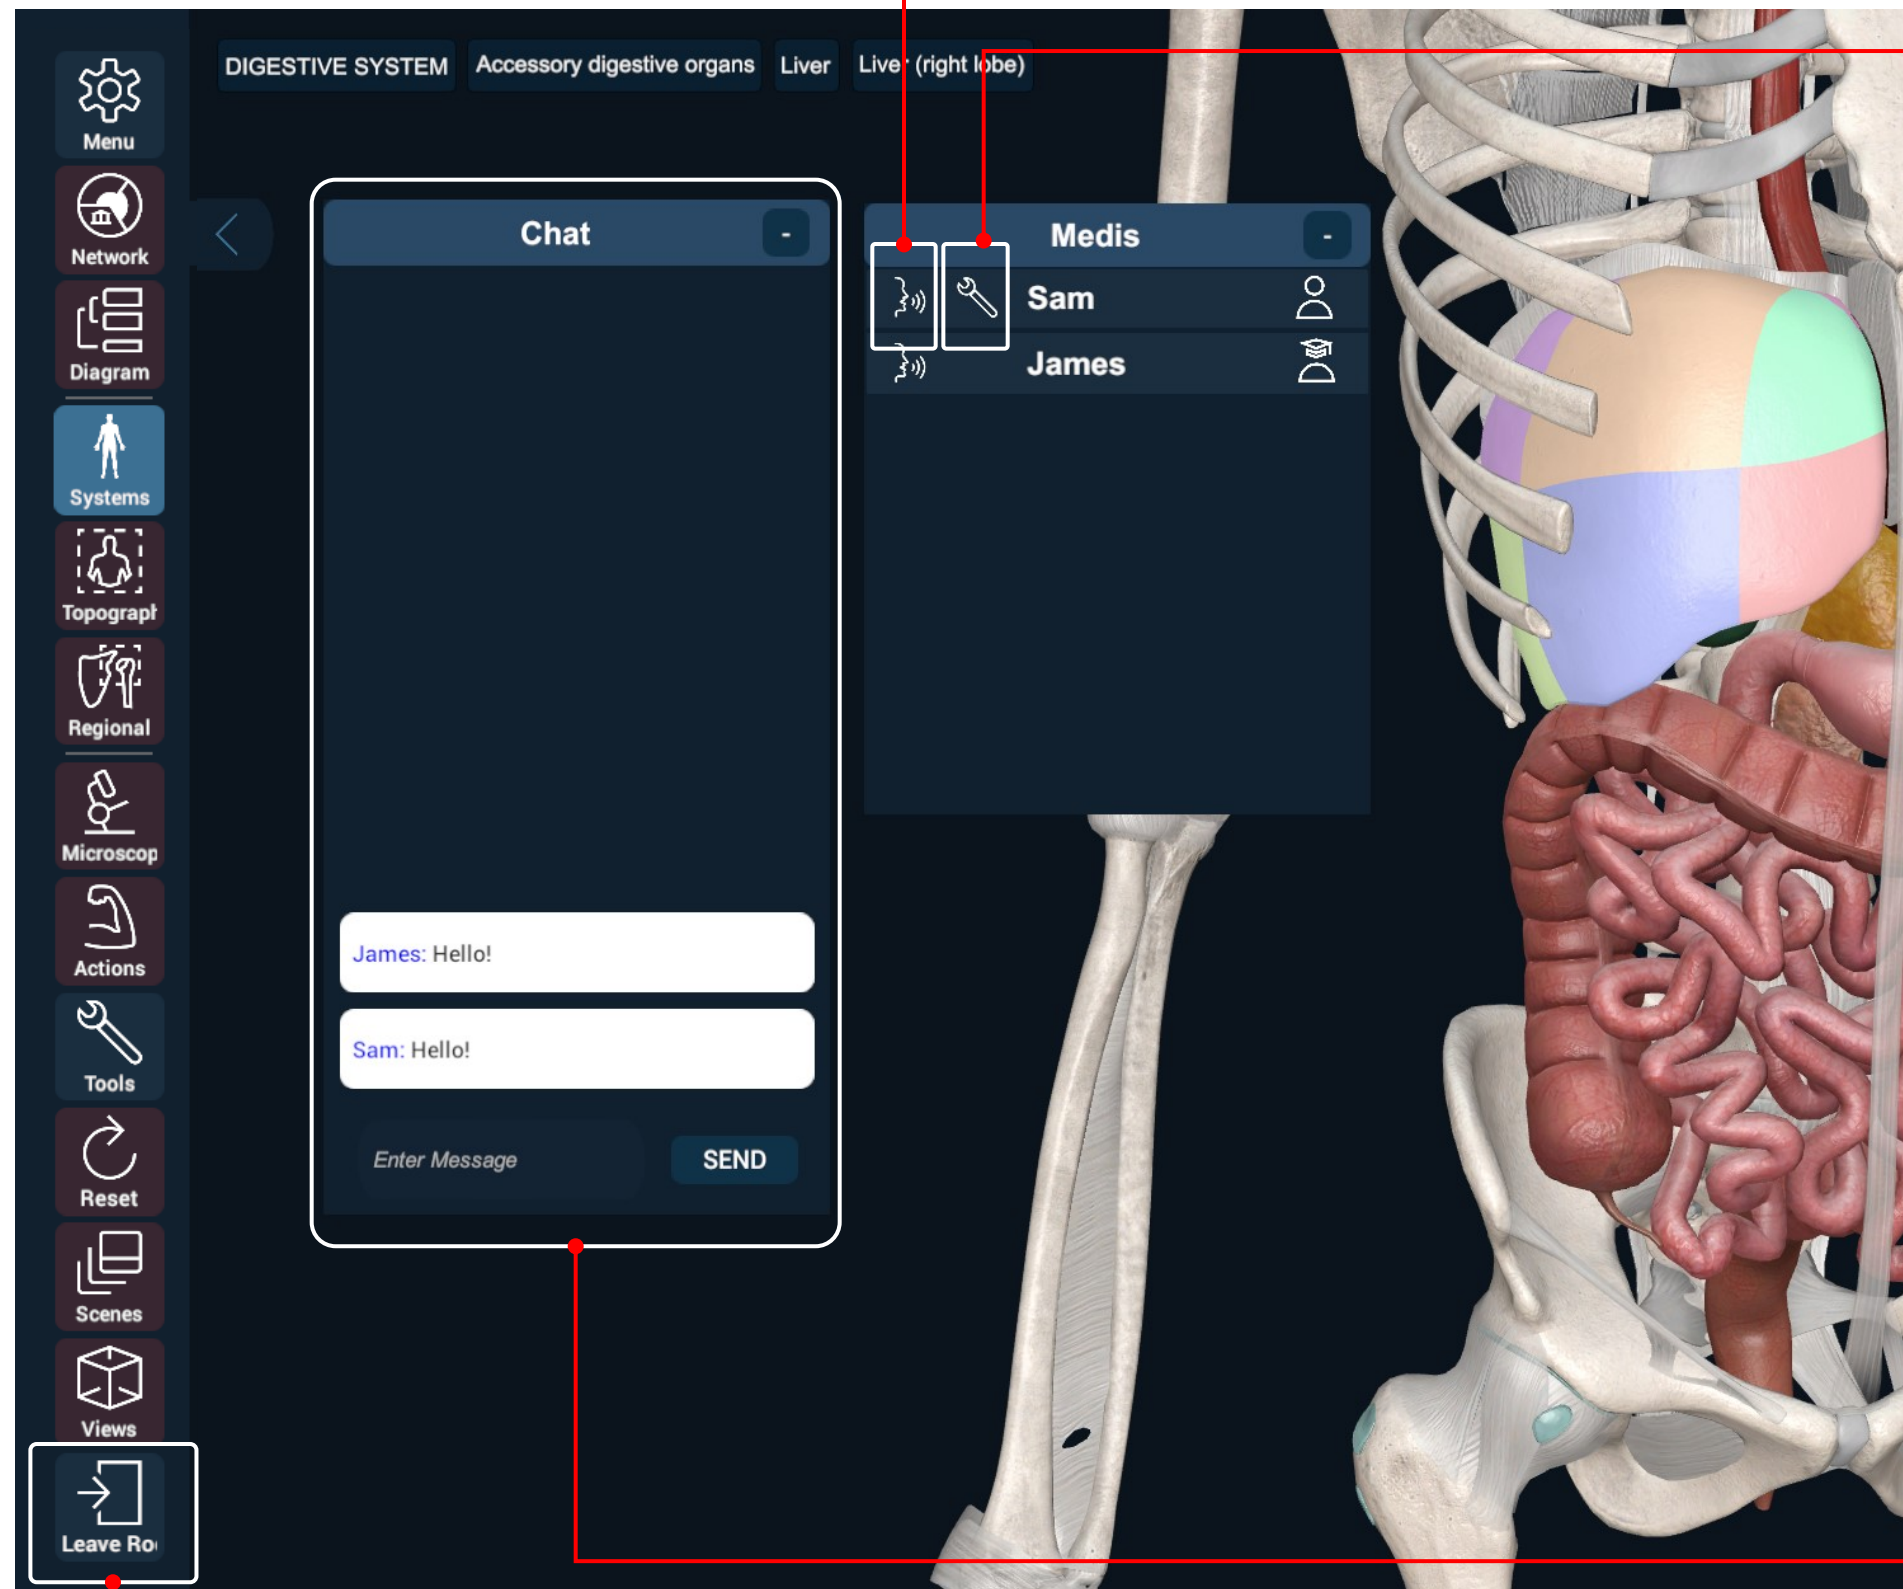 DIGESTIVE SYSTEM
Accessory digestive organs
Liver
Liver (right lobe)
Menu
Network
Diagram
Systems
Topograph
Regional
Microscop
Actions
Tools
Reset
Scenes
Views
Leave Roo
Chat
-
James: Hello!
Sam: Hello!
Enter Message
SEND
Medis
-
Sam
James